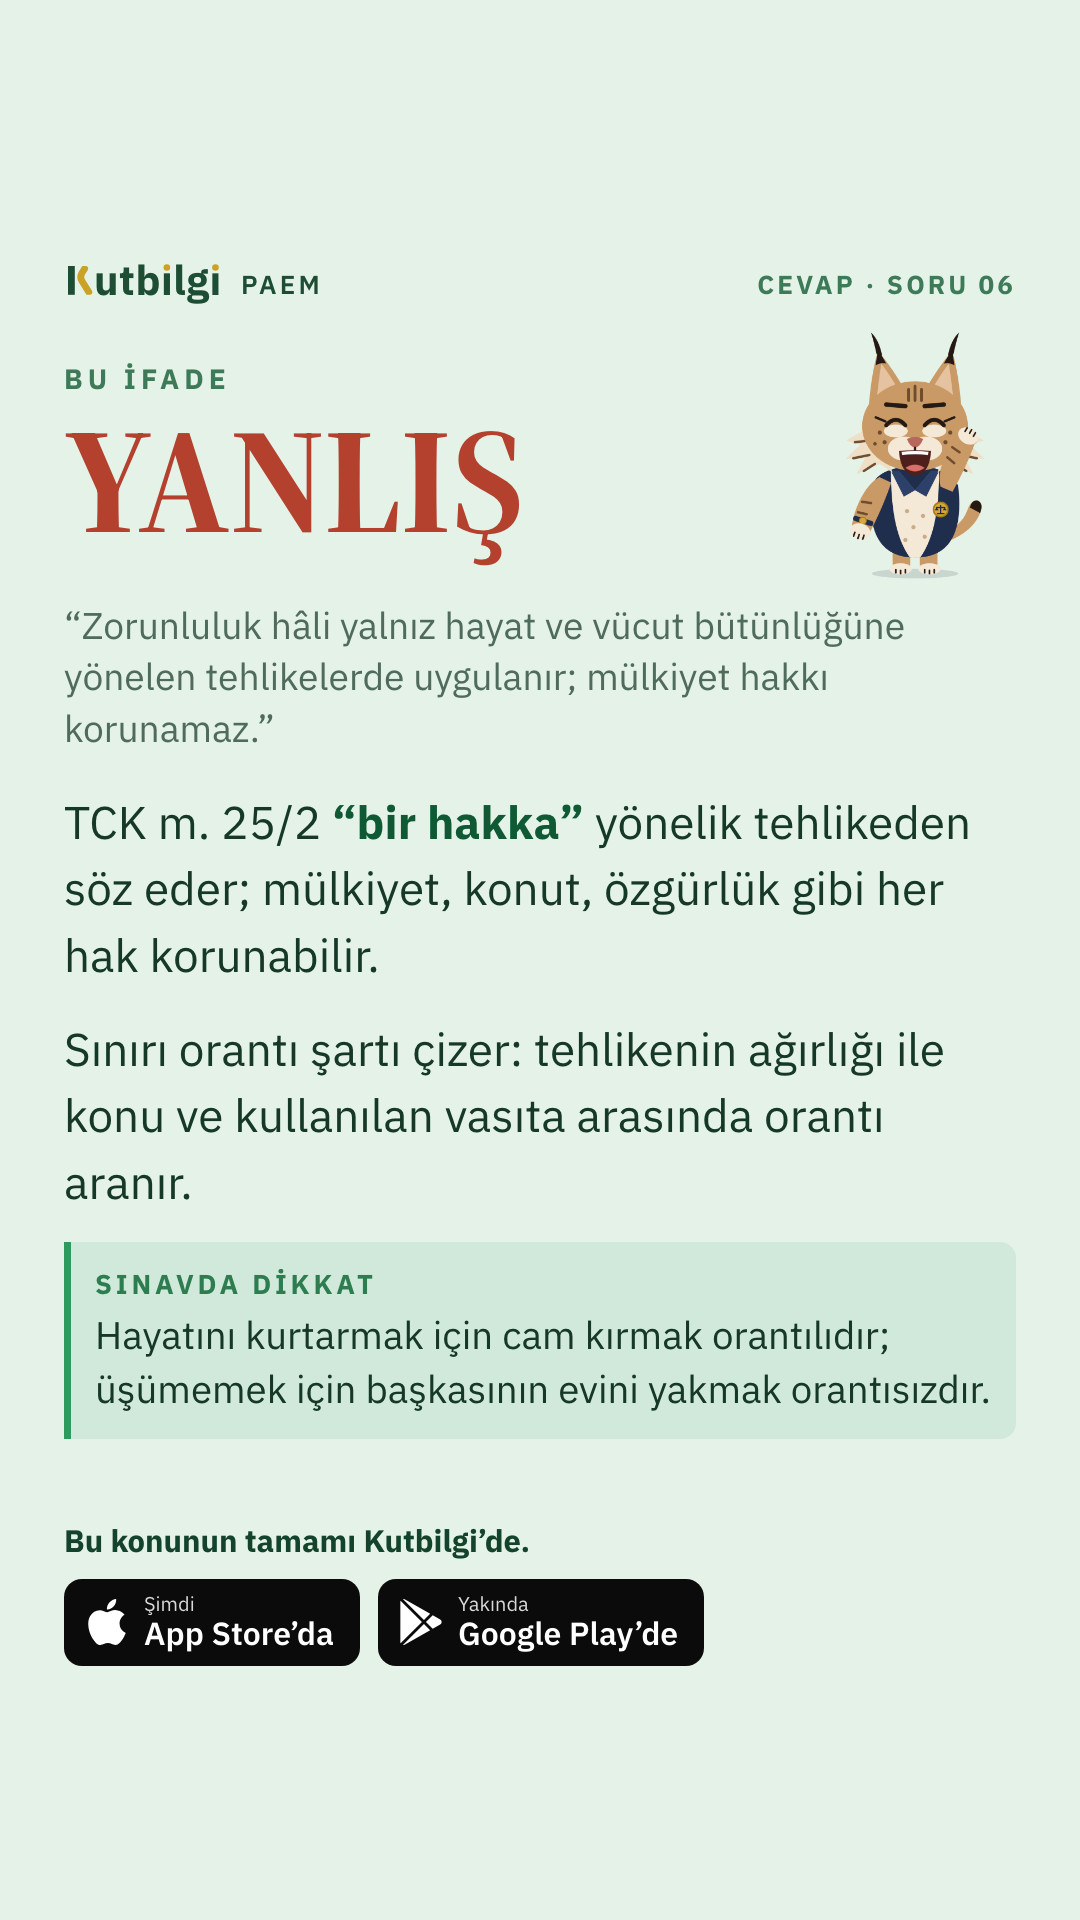 Kutbilgi PAEM
CEVAP · SORU 06
BU İFADE
YANLIŞ
“Zorunluluk hâli yalnız hayat ve vücut bütünlüğüne
yönelen tehlikelerde uygulanır; mülkiyet hakkı
korunamaz.”
TCK m. 25/2 “bir hakka” yönelik tehlikeden
söz eder; mülkiyet, konut, özgürlük gibi her
hak korunabilir.
Sınırı orantı şartı çizer: tehlikenin ağırlığı ile
konu ve kullanılan vasıta arasında orantı
aranır.
SINAVDA DİKKAT
Hayatını kurtarmak için cam kırmak orantılıdır;
üşümemek için başkasının evini yakmak orantısızdır.
Bu konunun tamamı Kutbilgi’de.
Şimdi
App Store’da
Yakında
Google Play’de